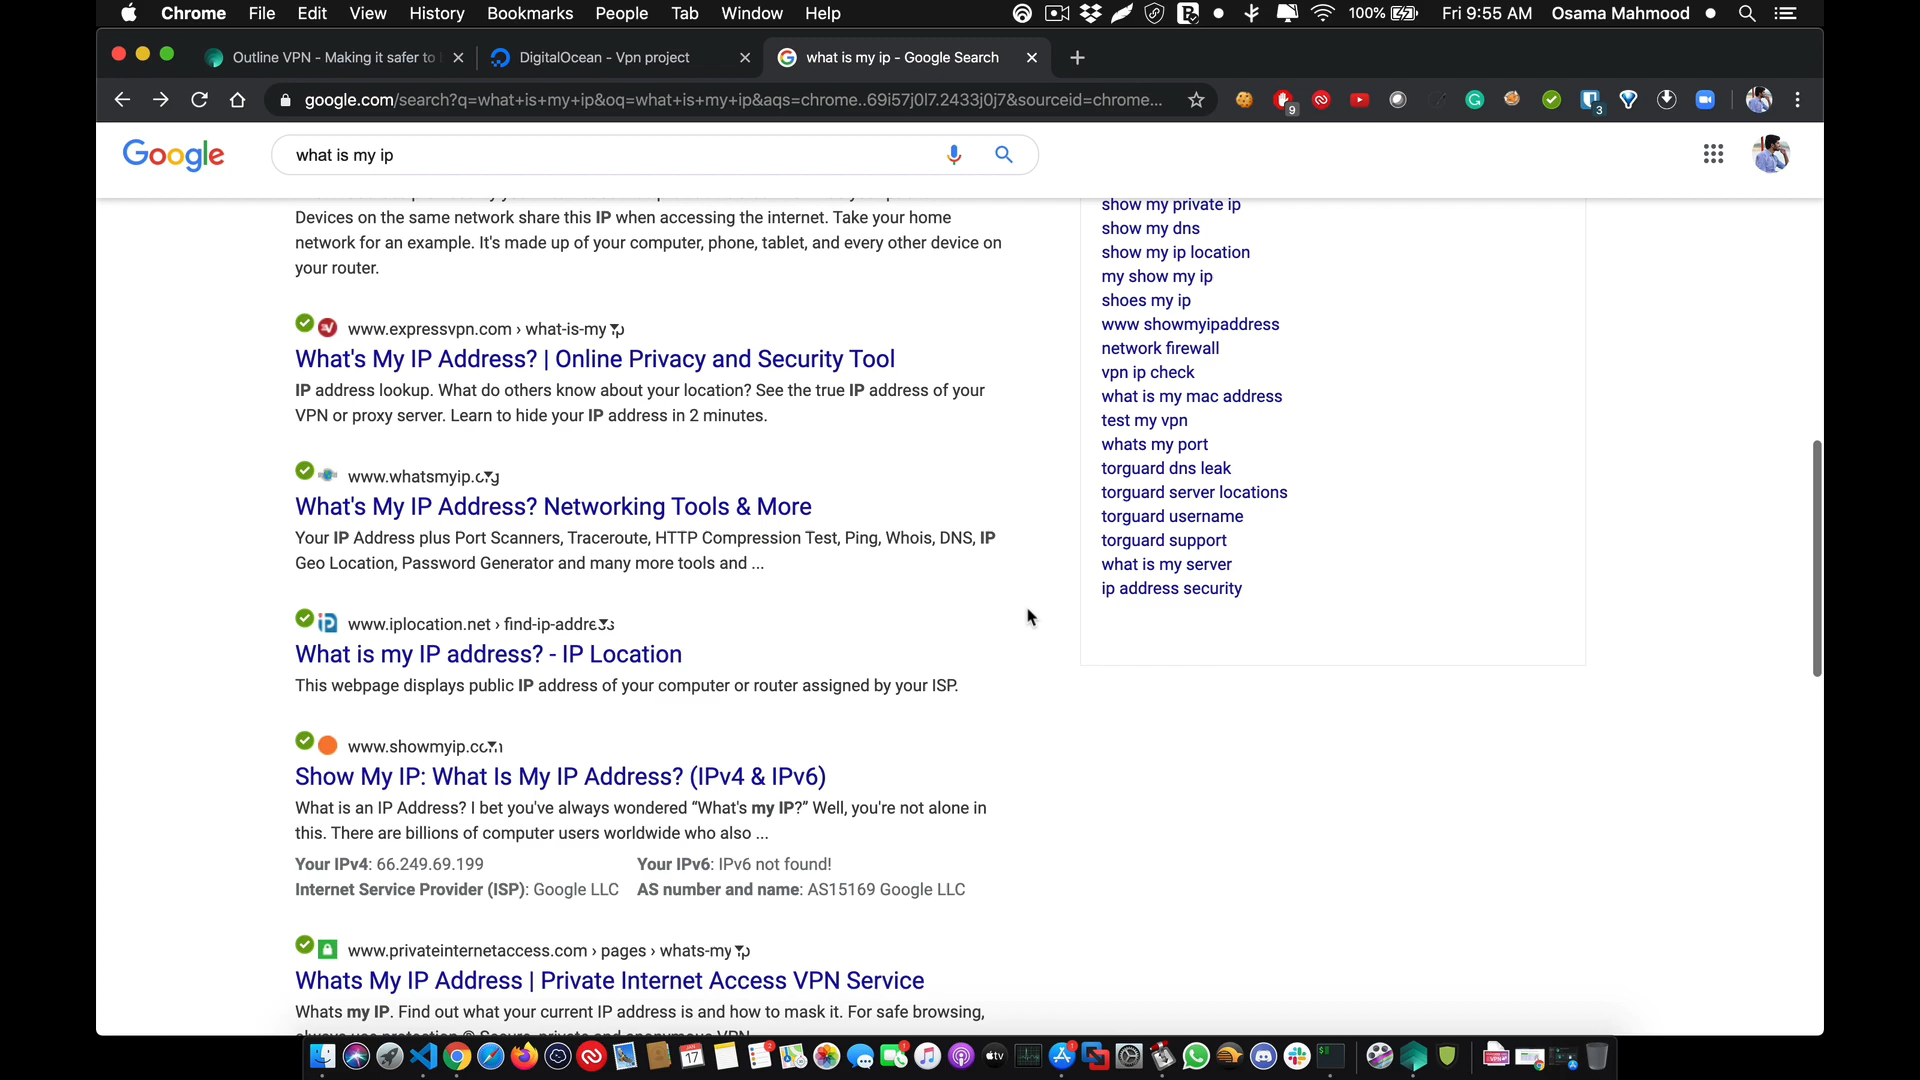 Chrome File Edit View History Bookmarks People Tab Window Help 100% Fri 9:55 AM Osama Mahmood
Outline VPN - Making it safer to
DigitalOcean - Vpn project
what is my ip - Google Search
google.com/search?q=what+is+my+ip&oq=what+is+my+ip&aqs=chrome..69i57j0l7.2433j0j7&sourceid=chrome...
9
3
Google
what is my ip
Devices on the same network share this IP when accessing the internet. Take your home
network for an example. It's made up of your computer, phone, tablet, and every other device on
your router.
www.expressvpn.com › what-is-my
What's My IP Address? | Online Privacy and Security Tool
IP address lookup. What do others know about your location? See the true IP address of your
VPN or proxy server. Learn to hide your IP address in 2 minutes.
What's My IP Address? Networking Tools & More
Your IP Address plus Port Scanners, Traceroute, HTTP Compression Test, Ping, Whois, DNS, IP
Geo Location, Password Generator and many more tools and ...
www.iplocation.net ›
What is my IP address? - IP Location
This webpage displays public IP address of your computer or router assigned by your ISP.
Show My IP: What Is My IP Address? (IPv4 & IPv6)
What is an IP Address? I bet you've always wondered “What's my IP?” Well, you're not alone in
this. There are billions of computer users worldwide who also ...
Your IPv4: 66.249.69.199 Your IPv6: IPv6 not found!
Internet Service Provider (ISP): Google LLC AS number and name: AS15169 Google LLC
www.privateinternetaccess.com › pages › whats-my
Whats My IP Address | Private Internet Access VPN Service
Whats my IP. Find out what your current IP address is and how to mask it. For safe browsing,
show my private ip
show my dns
show my ip location
my show my ip
shoes my ip
www showmyipaddress
network firewall
vpn ip check
what is my mac address
test my vpn
whats my port
torguard dns leak
torguard server locations
torguard username
torguard support
what is my server
ip address security
JAN
17
2
1
tv
1